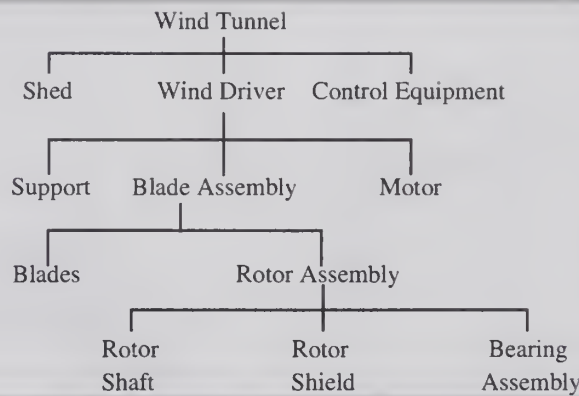 Wind Tunnel
Shed Wind Driver Control Equipment
Support Blade Assembly Motor
Blades Rotor Assembly
Rotor Rotor Bearing
Shaft Shield Assembly